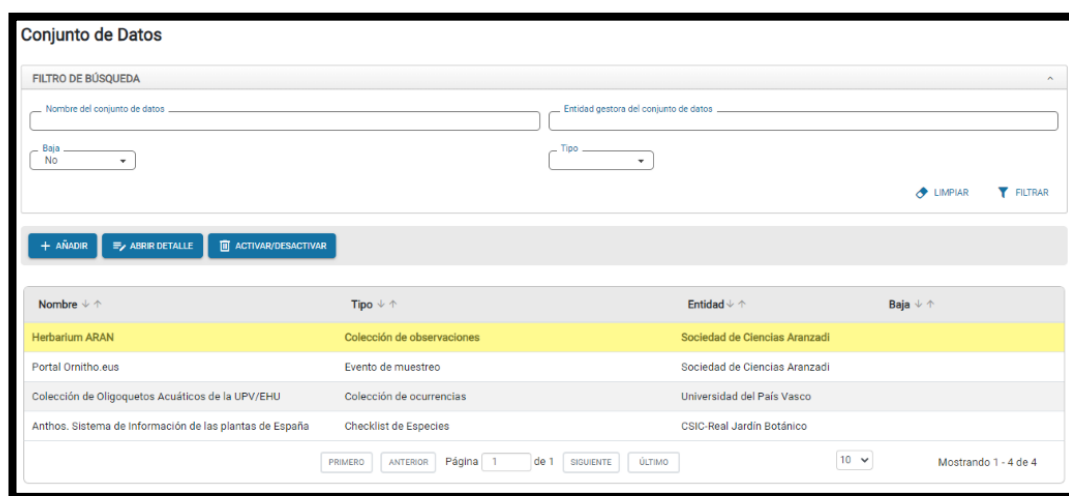 Conjunto de Datos
FILTRO DE BÚSQUEDA
Nombre del conjunto de datos Entidad gestora del conjunto de datos
Baja Tipo
No
LIMPIAR FILTRAR
+ AÑADIR ABRIR DETALLE ACTIVAR/DESACTIVAR
Nombre ↓ ↑ Tipo ↓ ↑ Entidad ↓ ↑ Baja ↓ ↑
Herbarium ARAN Colección de observaciones Sociedad de Ciencias Aranzadi
Portal Ornitho.eus Evento de muestreo Sociedad de Ciencias Aranzadi
Colección de Oligoquetos Acuáticos de la UPV/EHU Colección de ocurrencias Universidad del País Vasco
Anthos. Sistema de Información de las plantas de España Checklist de Especies CSIC-Real Jardín Botánico
PRIMERO ANTERIOR Página 1 de 1 SIGUIENTE ÚLTIMO 10 Mostrando 1 - 4 de 4